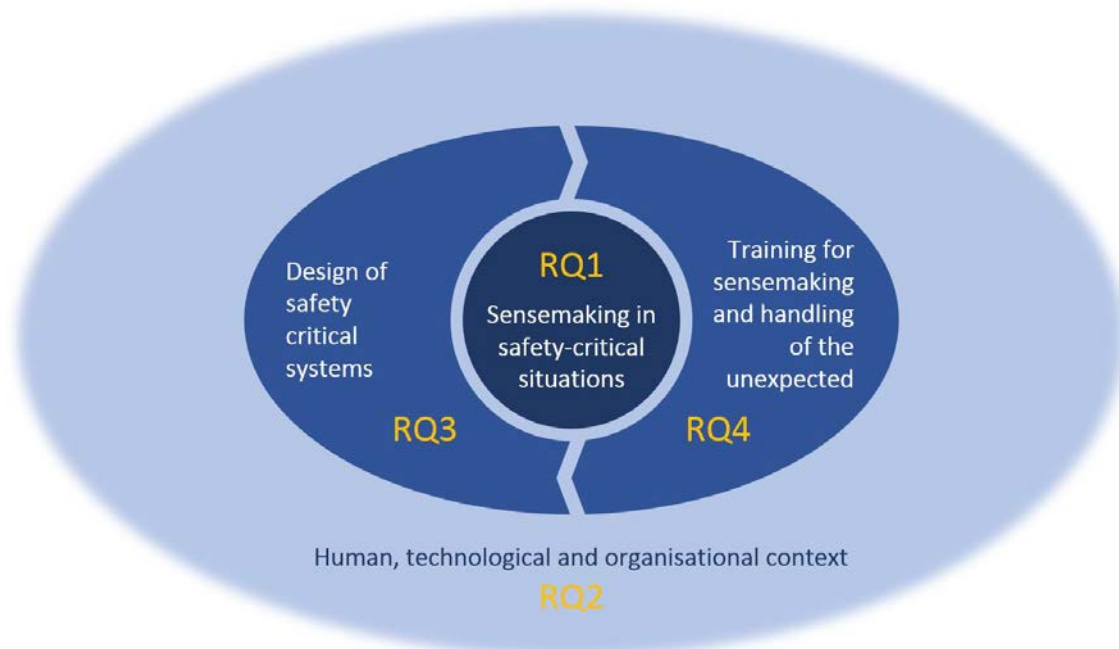 Design of
safety
critical
systems
RQ3
RQ1
Sensemaking in
safety-critical
situations
Training for
sensemaking
and handling
of the
unexpected
RQ4
Human, technological and organisational context
RQ2